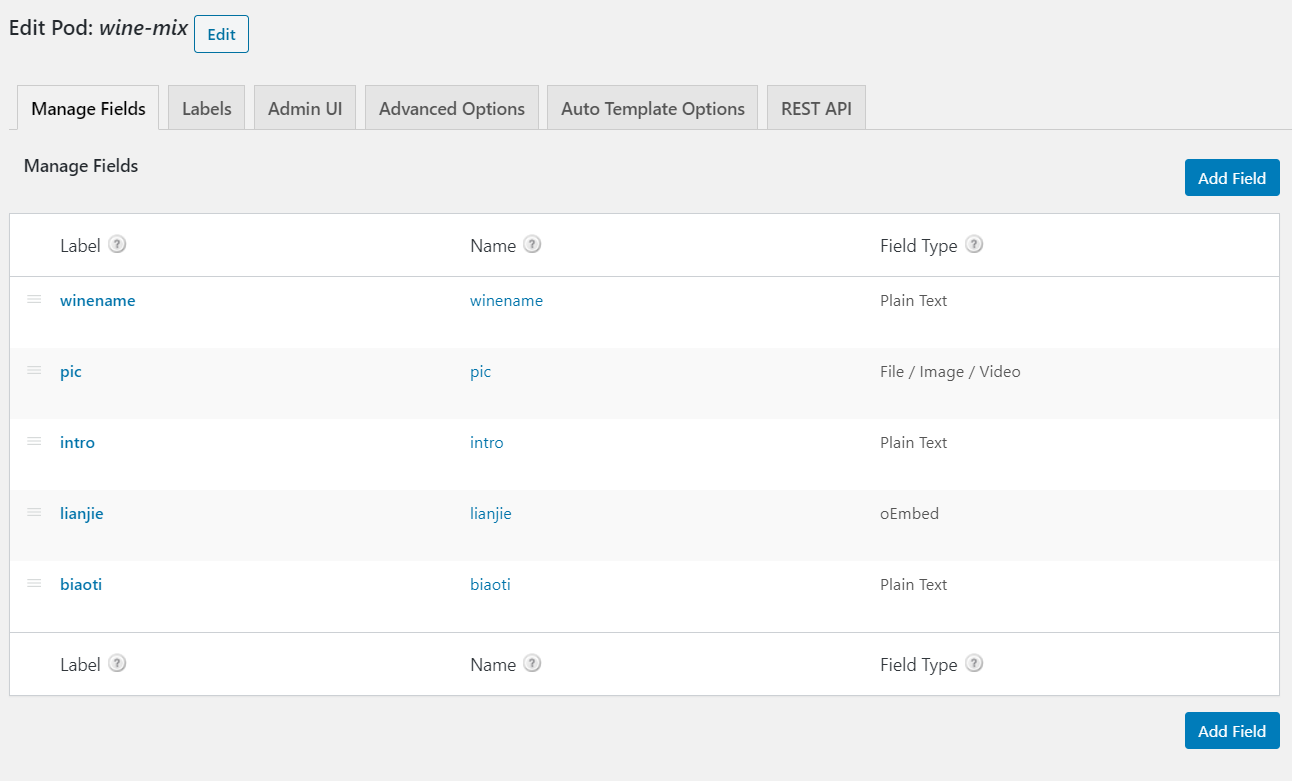 Edit Pod: wine-mix Edit
Manage Fields Labels Admin UI Advanced Options Auto Template Options REST API
Manage Fields
Add Field
Label ? Name ? Field Type ?
winename winename Plain Text
pic pic File / Image / Video
intro intro Plain Text
lianjie lianjie oEmbed
biaoti biaoti Plain Text
Label ? Name ? Field Type ?
Add Field